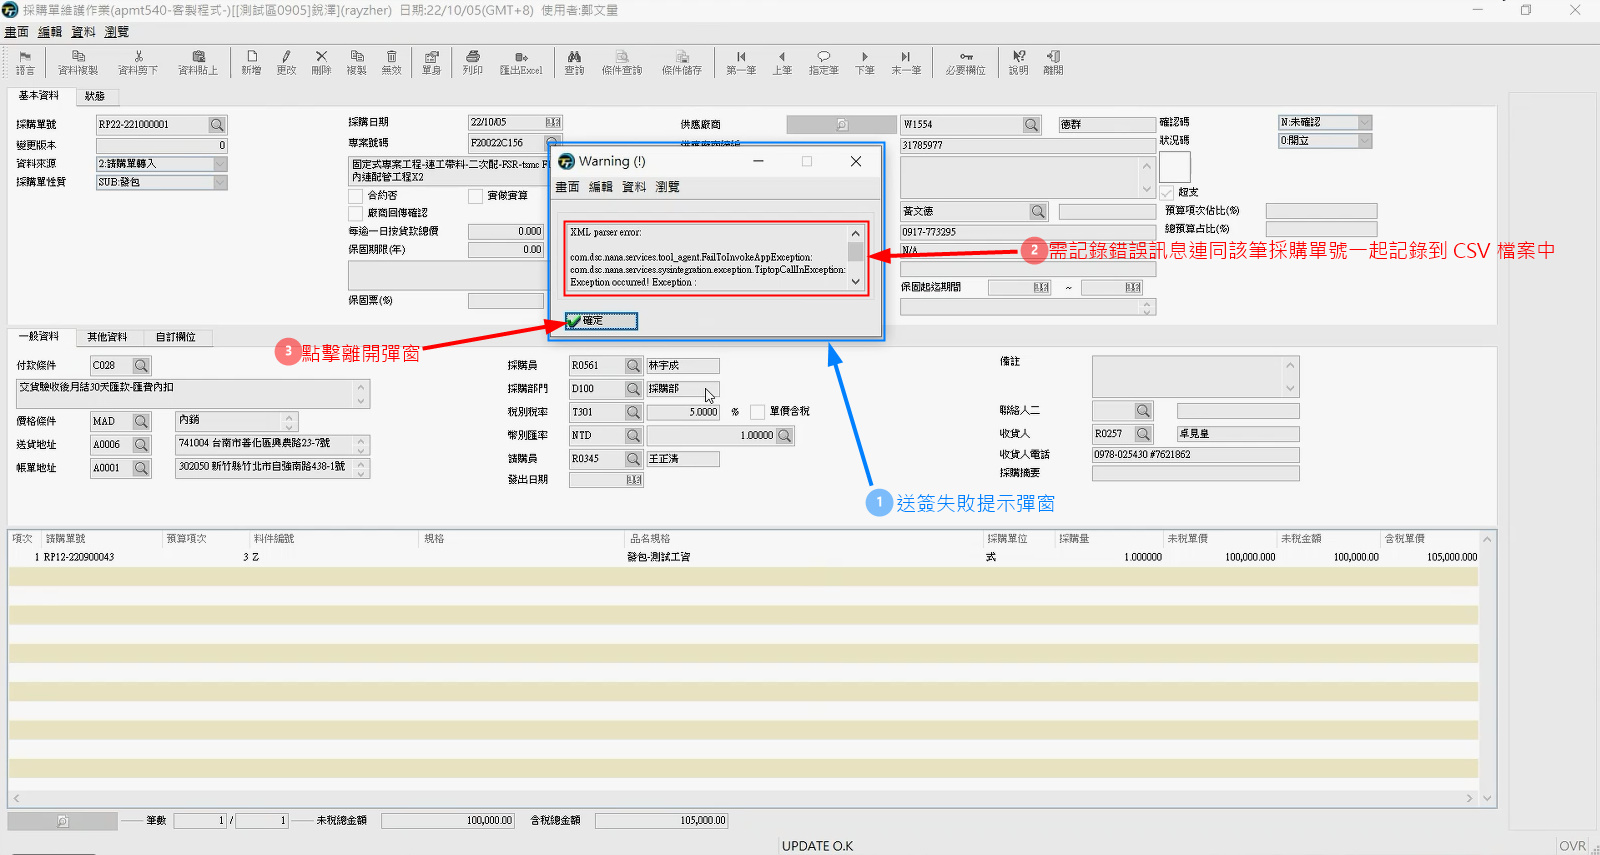 採購單維護作業(apmt540-客製程式-)[[測試區0905]銳澤](rayzher)  日期:22/10/05(GMT+8)  使用者:鄭文量
畫面 編輯 資料 瀏覽
語言 資料複製 資料剪下 資料貼上 新增 更改 刪除 複製 無效 單身 列印 匯出Excel 查詢 條件查詢 條件儲存 第一筆 上筆 指定筆 下筆 末一筆 必要欄位 說明 離開
基本資料 狀態
採購單號 RP22-221000001
變更版本 0
資料來源 2:請購單轉入
採購單性質 SUB:發包
採購日期 22/10/05
專案號碼 F20022C156
固定式專案工程-連工帶料-二次配-FSR-tsmc F
內連配管工程X2
合約否 實做實算
廠商回傳確認
每逾一日按貨款總價 0.000
保固期限(年) 0.00
保固票(%)
供應廠商 W1554 德群
31785977
黃文德
0917-773295
N/A
保固起迄期間 ~
確認碼 N:未確認
狀況碼 0:開立
超支
預算項次佔比(%)
總預算占比(%)
Warning (!)
畫面 編輯 資料 瀏覽
XML parser error:
com.dsc.nana.services.tool_agent.FailToInvokeAppException:
com.dsc.nana.services.sysintegration.exception.TiptopCallInException:
Exception occurred! Exception :
確定
2 需記錄錯誤訊息連同該筆採購單號一起記錄到 CSV 檔案中
3 點擊離開彈窗
1 送簽失敗提示彈窗
一般資料 其他資料 自訂欄位
付款條件 C028
交貨驗收後月結30天匯款-匯費內扣
價格條件 MAD 內銷
送貨地址 A0006 741004 台南市善化區興農路23-7號
帳單地址 A0001 302050 新竹縣竹北市自強南路438-1號
採購員 R0561 林宇成
採購部門 D100 採購部
稅別稅率 T301 5.0000 % 單價含稅
幣別匯率 NTD 1.00000
請購員 R0345 王正清
發出日期
備註
聯絡人二
收貨人 R0257 卓見皇
收貨人電話 0978-025430 #7621862
採購摘要
項次 請購單號 預算項次 料件編號 規格 品名規格 採購單位 採購量 未稅單價 未稅金額 含稅單價
1 RP12-220900043 3 Z 發包-測試工資 式 1.000000 100,000.000 100,000.00 105,000.000
筆數 1 / 1 未稅總金額 100,000.00 含稅總金額 105,000.00
UPDATE O.K
OVR